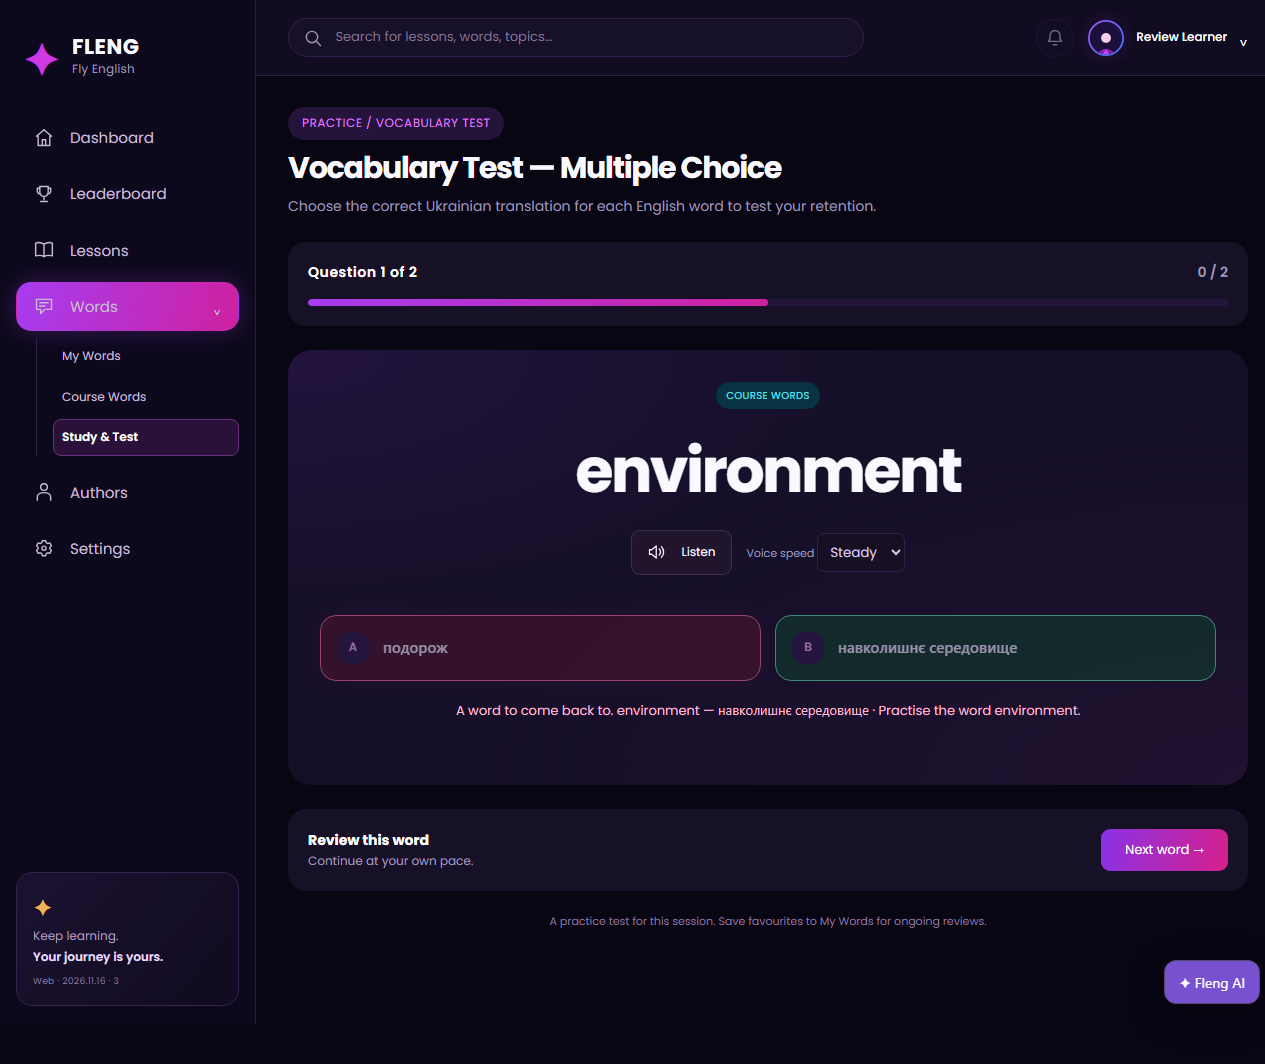 FLENG
Fly English
Search for lessons, words, topics...
Review Learner
Dashboard
Leaderboard
Lessons
Words
My Words
Course Words
Study & Test
Authors
Settings
Keep learning.
Your journey is yours.
Web · 2026.11.16 · 3
PRACTICE / VOCABULARY TEST
Vocabulary Test — Multiple Choice
Choose the correct Ukrainian translation for each English word to test your retention.
Question 1 of 2
0 / 2
COURSE WORDS
environment
Listen
Voice speed
Steady
A подорож
B навколишнє середовище
A word to come back to. environment — навколишнє середовище · Practise the word environment.
Review this word
Continue at your own pace.
Next word →
A practice test for this session. Save favourites to My Words for ongoing reviews.
✦ Fleng AI